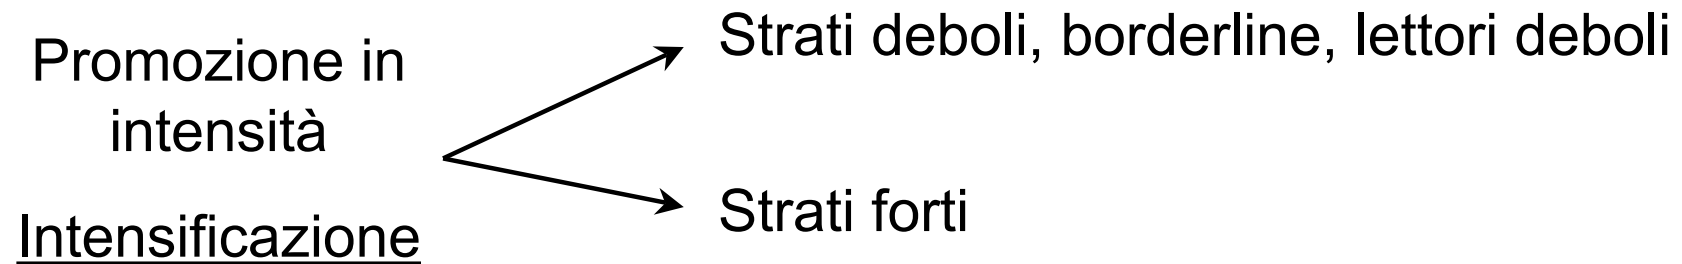 Promozione in
intensità
Intensificazione
Strati deboli, borderline, lettori deboli
Strati forti